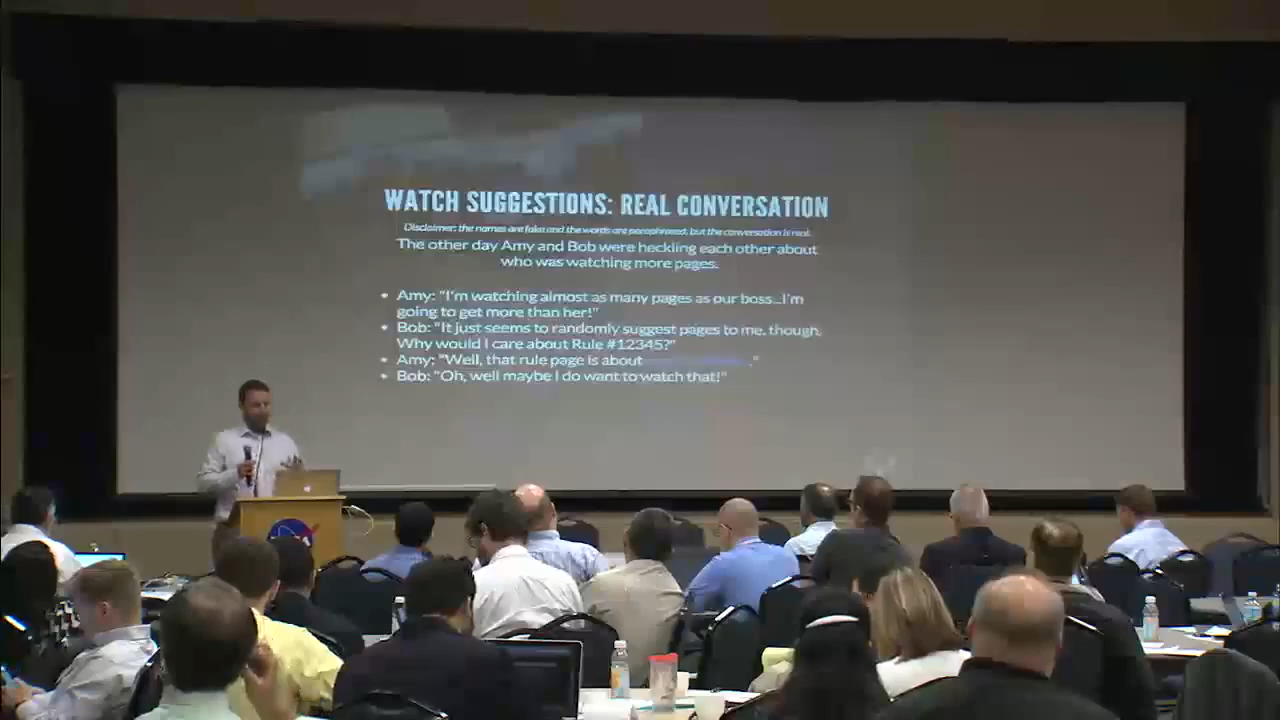 WATCH SUGGESTIONS: REAL CONVERSATION
Disclaimer: the names are fake and the words are paraphrased, but the conversation is real.
The other day Amy and Bob were heckling each other about
who was watching more pages.
• Amy: "I'm watching almost as many pages as our boss...I'm
going to get more than her!"
• Bob: "It just seems to randomly suggest pages to me, though.
Why would I care about Rule #12345?"
• Amy: "Well, that rule page is about ."
• Bob: "Oh, well maybe I do want to watch that!"